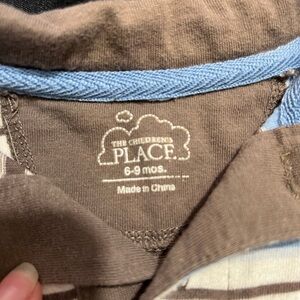 THE CHILDREN'S
PLACE.
6-9 mos.
Made in China